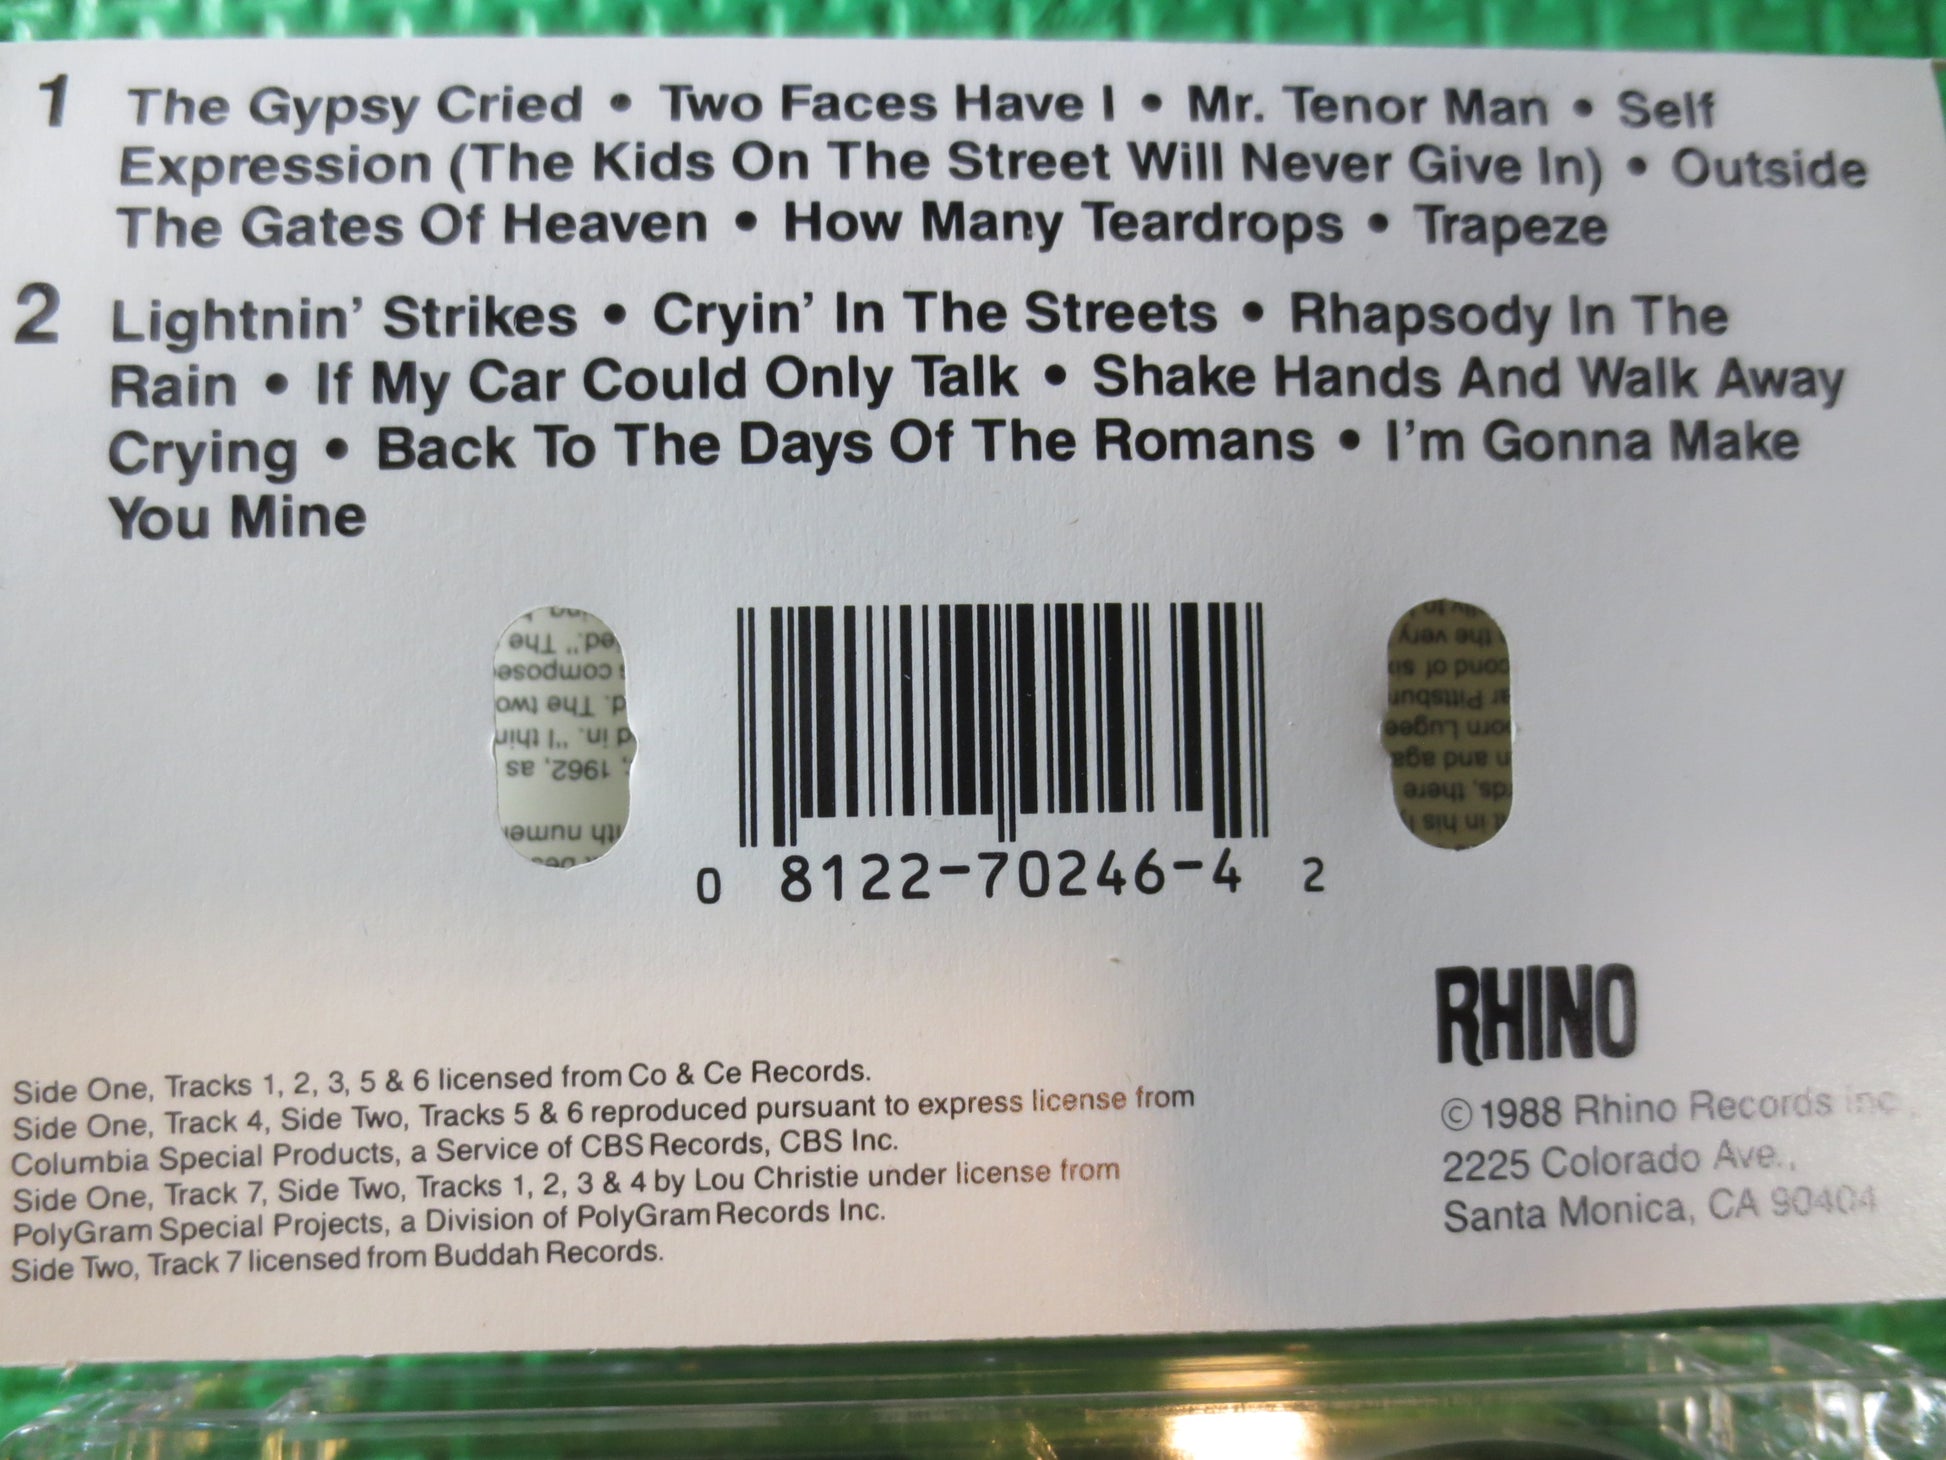 1 The Gypsy Cried • Two Faces Have I • Mr. Tenor Man • Self
Expression (The Kids On The Street Will Never Give In) • Outside
The Gates Of Heaven • How Many Teardrops • Trapeze
2 Lightnin' Strikes • Cryin' In The Streets • Rhapsody In The
Rain • If My Car Could Only Talk • Shake Hands And Walk Away
Crying • Back To The Days Of The Romans • I'm Gonna Make
You Mine
0 8122-70246-4 2
RHINO
© 1988 Rhino Records Inc.,
2225 Colorado Ave.,
Santa Monica, CA 90404
Side One, Tracks 1, 2, 3, 5 & 6 licensed from Co & Ce Records.
Side One, Track 4, Side Two, Tracks 5 & 6 reproduced pursuant to express license from
Columbia Special Products, a Service of CBS Records, CBS Inc.
Side One, Track 7, Side Two, Tracks 1, 2, 3 & 4 by Lou Christie under license from
PolyGram Special Projects, a Division of PolyGram Records Inc.
Side Two, Track 7 licensed from Buddah Records.